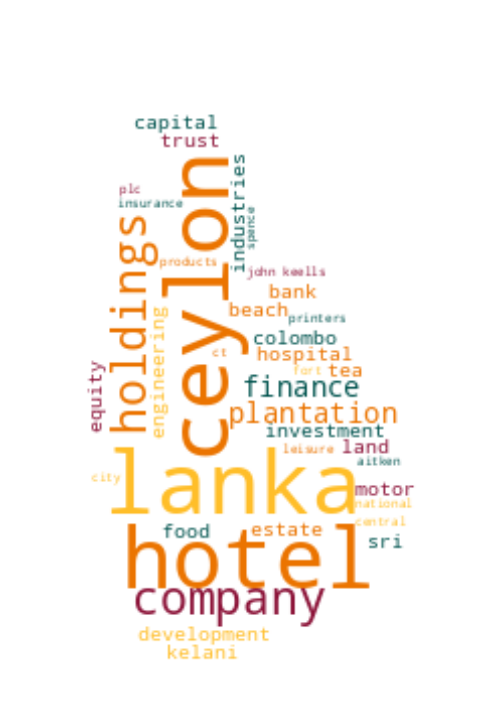 capital
trust
plc
insurance
industries
spence
ceylon
holdings
products
john keells
bank
beach
printers
engineering
colombo
ct
hospital
fort
tea
equity
finance
plantation
investment
leisure
land
aitken
lanka
city
motor
national
central
food
estate
sri
hotel
company
development
kelani